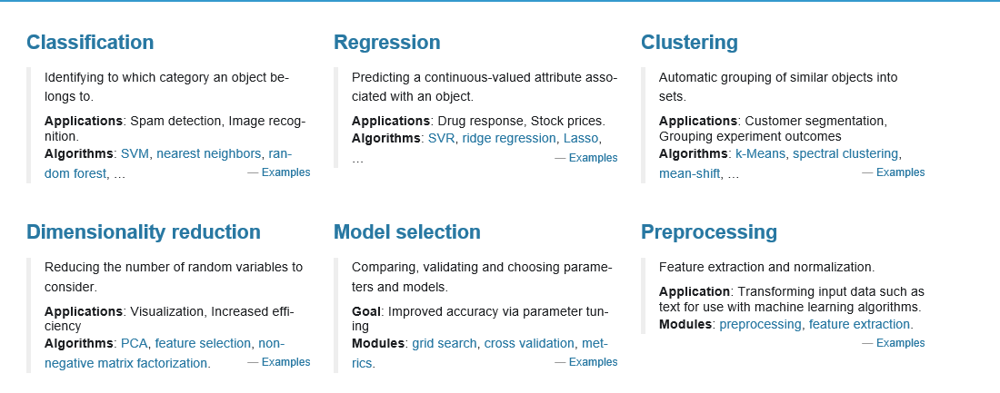 Classification
Identifying to which category an object be-
longs to.
Applications: Spam detection, Image recog-
nition.
Algorithms: SVM, nearest neighbors, ran-
dom forest, …
— Examples
Regression
Predicting a continuous-valued attribute asso-
ciated with an object.
Applications: Drug response, Stock prices.
Algorithms: SVR, ridge regression, Lasso,
…
— Examples
Clustering
Automatic grouping of similar objects into
sets.
Applications: Customer segmentation,
Grouping experiment outcomes
Algorithms: k-Means, spectral clustering,
mean-shift, …
— Examples
Dimensionality reduction
Reducing the number of random variables to
consider.
Applications: Visualization, Increased effi-
ciency
Algorithms: PCA, feature selection, non-
negative matrix factorization.
— Examples
Model selection
Comparing, validating and choosing parame-
ters and models.
Goal: Improved accuracy via parameter tun-
ing
Modules: grid search, cross validation, met-
rics.
— Examples
Preprocessing
Feature extraction and normalization.
Application: Transforming input data such as
text for use with machine learning algorithms.
Modules: preprocessing, feature extraction.
— Examples